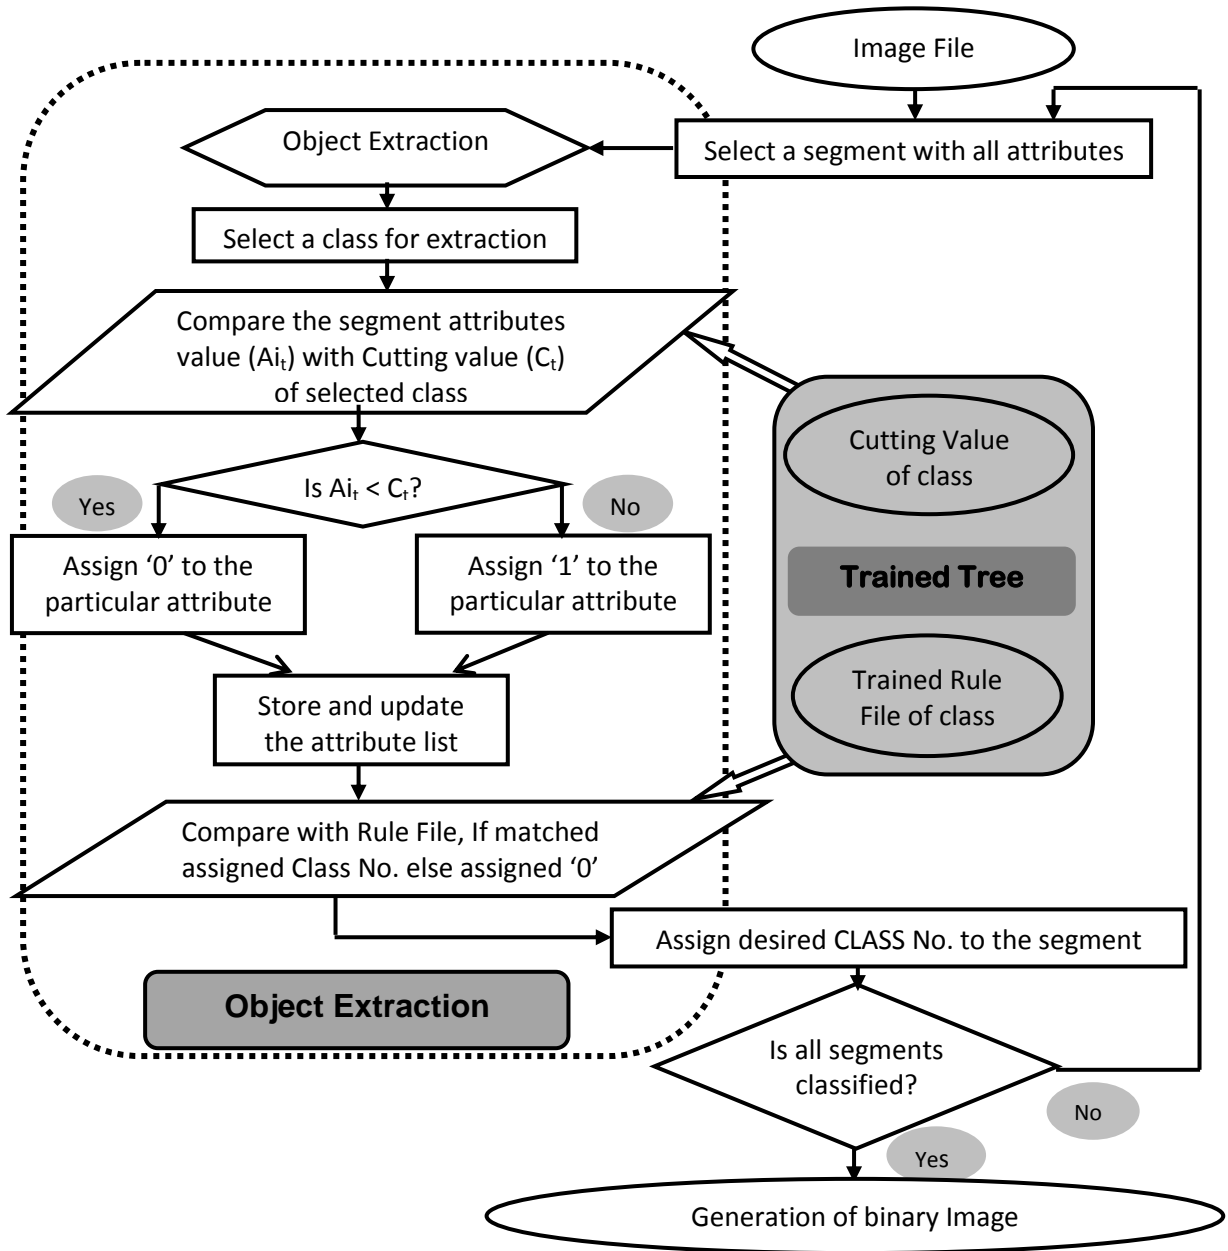 Image File
Select a segment with all attributes
Object Extraction
Select a class for extraction
Compare the segment attributes
value (Aiₜ) with Cutting value (Cₜ)
of selected class
Is Aiₜ < Cₜ?
Yes
No
Assign ‘0’ to the
particular attribute
Assign ‘1’ to the
particular attribute
Store and update
the attribute list
Cutting Value
of class
Trained Tree
Trained Rule
File of class
Compare with Rule File, If matched
assigned Class No. else assigned ‘0’
Assign desired CLASS No. to the segment
Object Extraction
Is all segments
classified?
No
Yes
Generation of binary Image